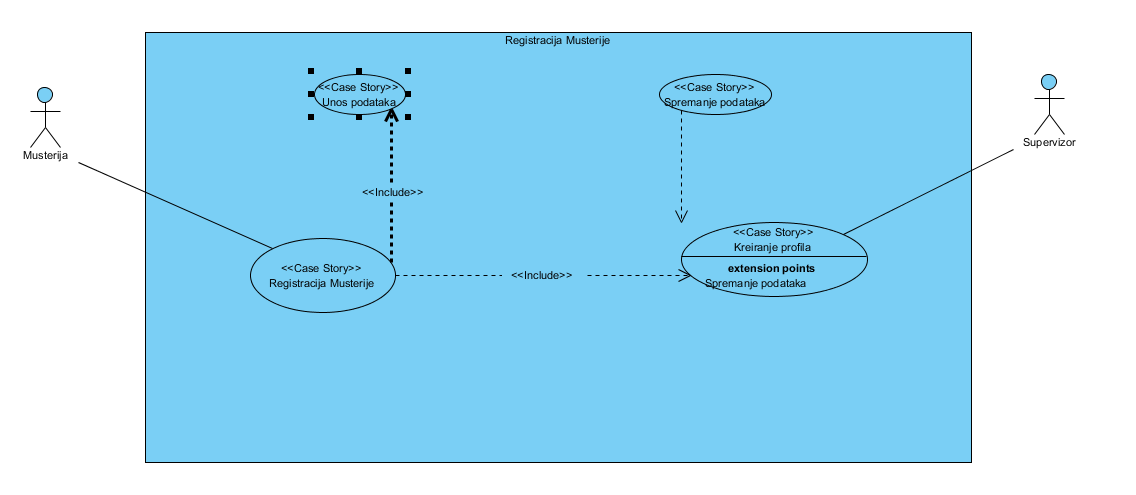 Registracija Musterije
<<Case Story>>
Unos podataka
<<Case Story>>
Spremanje podataka
Musterija
Supervizor
<<Include>>
<<Case Story>>
Kreiranje profila
extension points
Spremanje podataka
<<Case Story>>
Registracija Musterije
<<Include>>